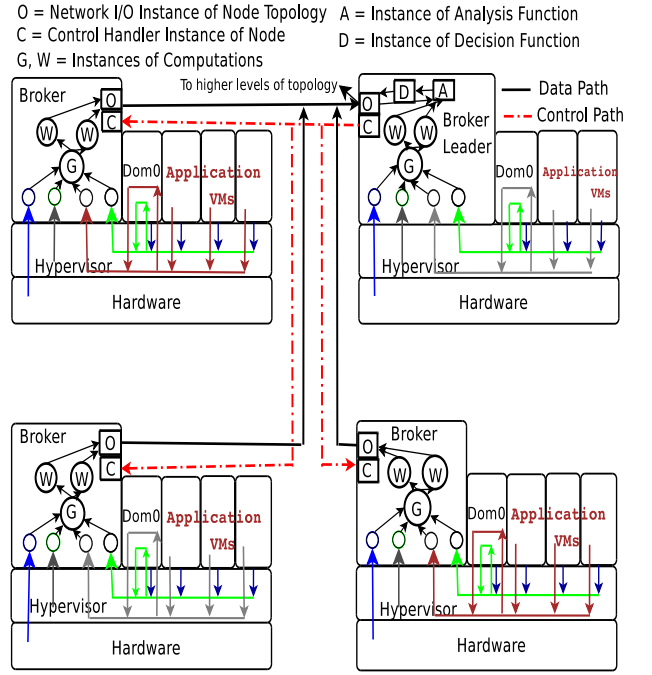 O = Network I/O Instance of Node Topology
A = Instance of Analysis Function
C = Control Handler Instance of Node
D = Instance of Decision Function
G, W = Instances of Computations
To higher levels of topology
Data Path
Control Path
Broker
O
C
W
W
G
Dom0
Application
VMs
Hypervisor
Hardware
O
D
A
C
W
W
Broker
Leader
G
Dom0
Application
VMs
Hypervisor
Hardware
Broker
O
C
W
W
G
Dom0
Application
VMs
Hypervisor
Hardware
Broker
O
C
W
W
G
Dom0
Application
VMs
Hypervisor
Hardware